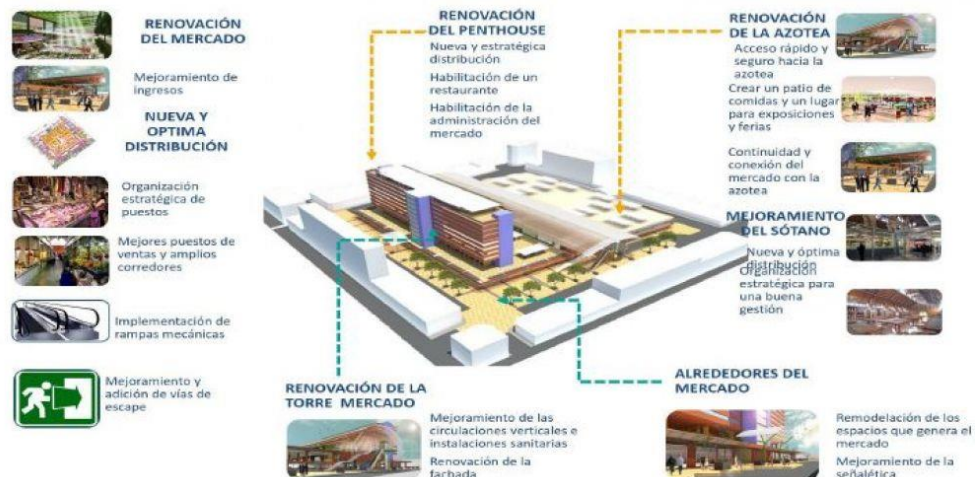 RENOVACIÓN
DEL MERCADO
Mejoramiento de
ingresos
NUEVA Y
OPTIMA
DISTRIBUCIÓN
Organización
estratégica de
puestos
Mejores puestos de
ventas y amplios
corredores
Implementación de
rampas mecánicas
Mejoramiento y
adición de vías de
escape
RENOVACIÓN
DEL PENTHOUSE
Nueva y estratégica
distribución
Habilitación de un
restaurante
Habilitación de la
administración del
mercado
RENOVACIÓN
DE LA AZOTEA
Acceso rápido y
seguro hacia la
azotea
Crear un patio de
comidas y un lugar
para exposiciones
y ferias
Continuidad y
conexión del
mercado con la
azotea
MEJORAMIENTO
DEL SÓTANO
Nueva y óptima
distribución
Organización
estratégica para
una buena
gestión
RENOVACIÓN DE LA
TORRE MERCADO
Mejoramiento de las
circulaciones verticales e
instalaciones sanitarias
Renovación de la
fachada
ALREDEDORES DEL
MERCADO
Remodelación de los
espacios que genera el
mercado
Mejoramiento de la
señalética